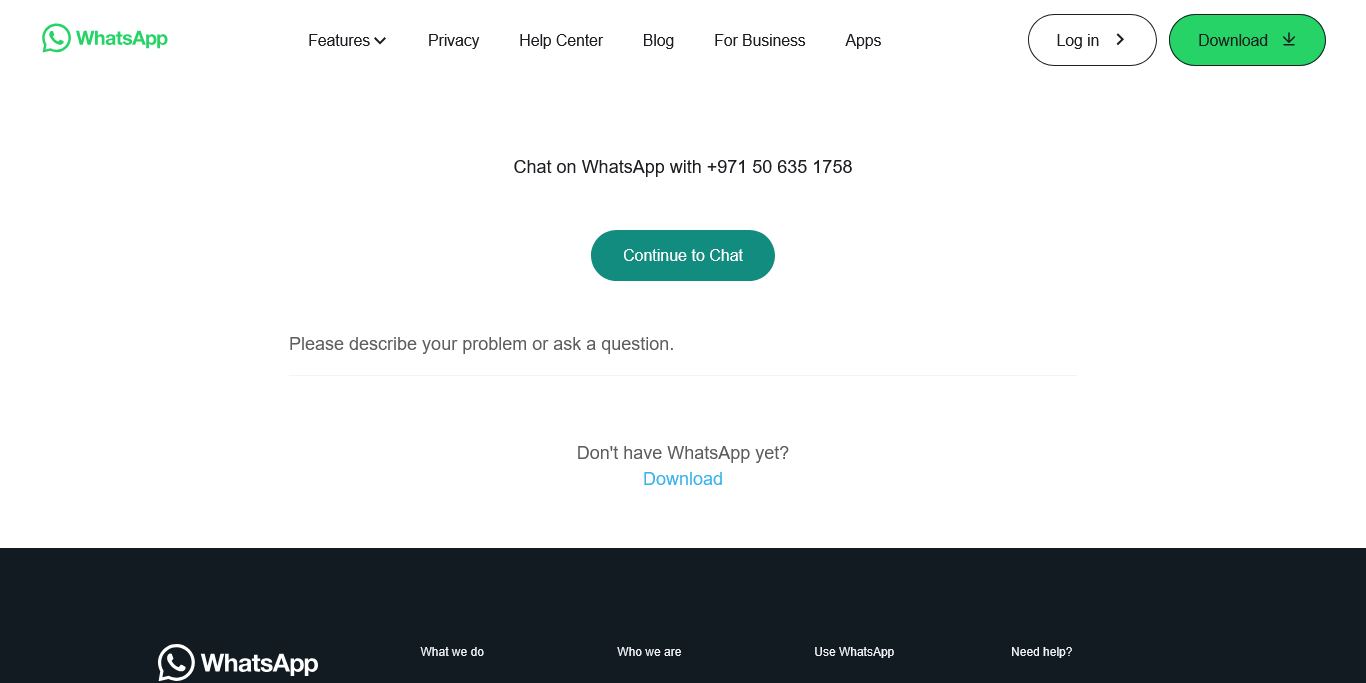 WhatsApp
Features
Privacy
Help Center
Blog
For Business
Apps
Log in
Download
Chat on WhatsApp with +971 50 635 1758
Continue to Chat
Please describe your problem or ask a question.
Don't have WhatsApp yet?
Download
WhatsApp
What we do
Who we are
Use WhatsApp
Need help?